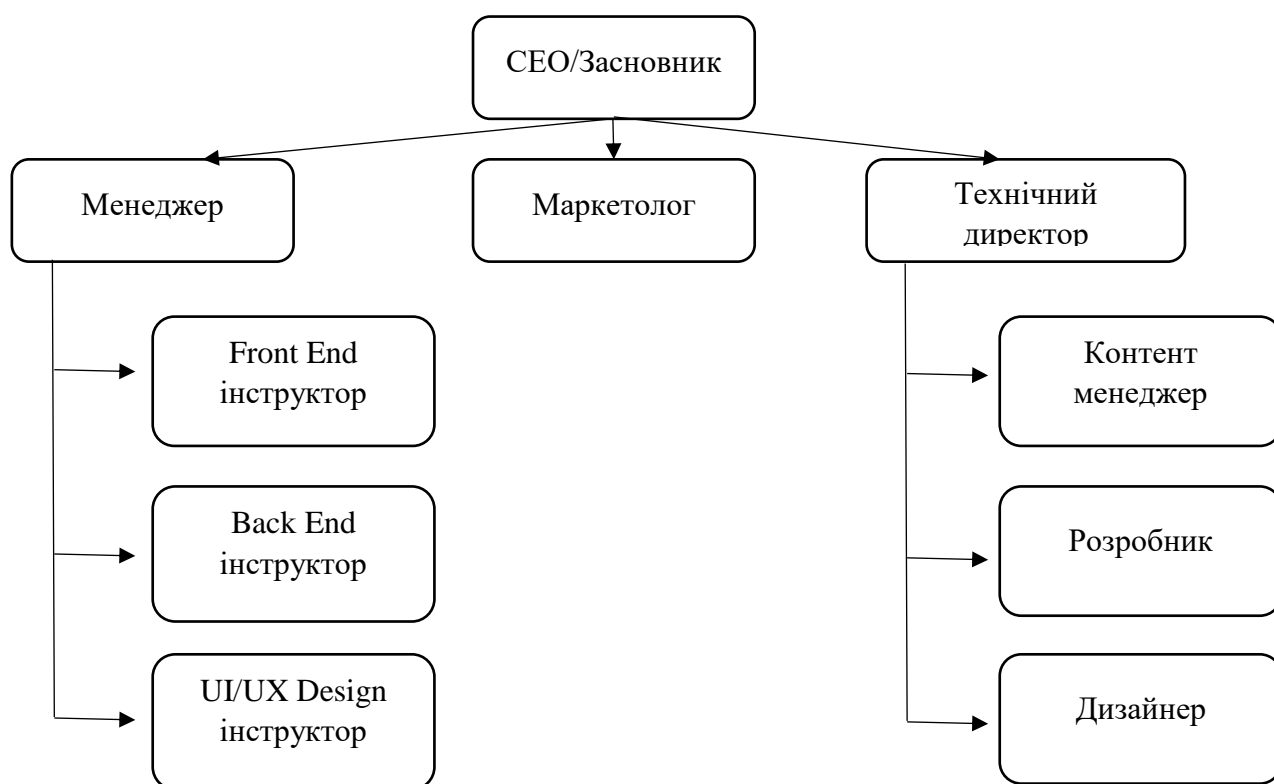 СЕО/Засновник
Менеджер
Маркетолог
Технічний
директор
Front End
інструктор
Контент
менеджер
Back End
інструктор
Розробник
UI/UX Design
інструктор
Дизайнер